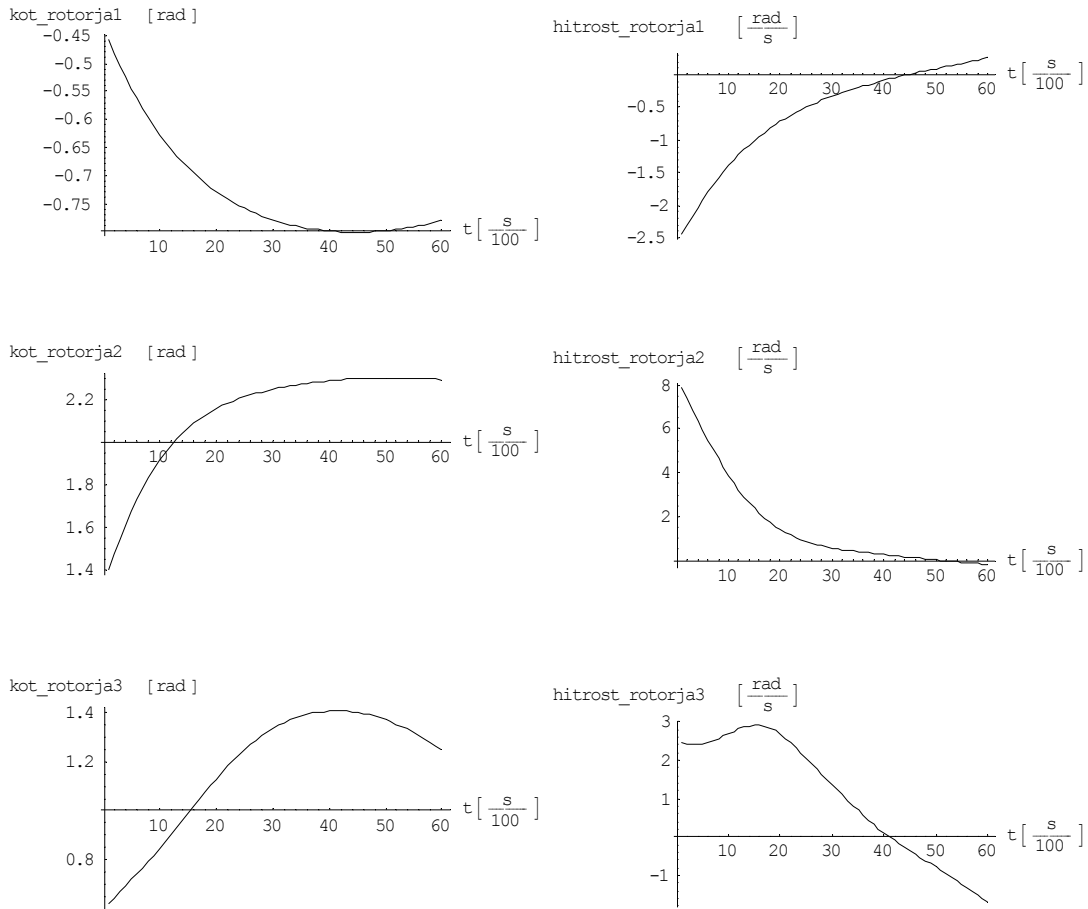 kot_rotorja1 [rad]
-0.45
-0.5
-0.55
-0.6
-0.65
-0.7
-0.75
10 20 30 40 50 60
t[s/100]
hitrost_rotorja1 [rad/s]
-0.5
-1
-1.5
-2
-2.5
10 20 30 40 50 60
t[s/100]
kot_rotorja2 [rad]
2.2
1.8
1.6
1.4
10 20 30 40 50 60
t[s/100]
hitrost_rotorja2 [rad/s]
8
6
4
2
10 20 30 40 50 60
t[s/100]
kot_rotorja3 [rad]
1.4
1.2
0.8
10 20 30 40 50 60
t[s/100]
hitrost_rotorja3 [rad/s]
3
2
1
-1
10 20 30 40 50 60
t[s/100]